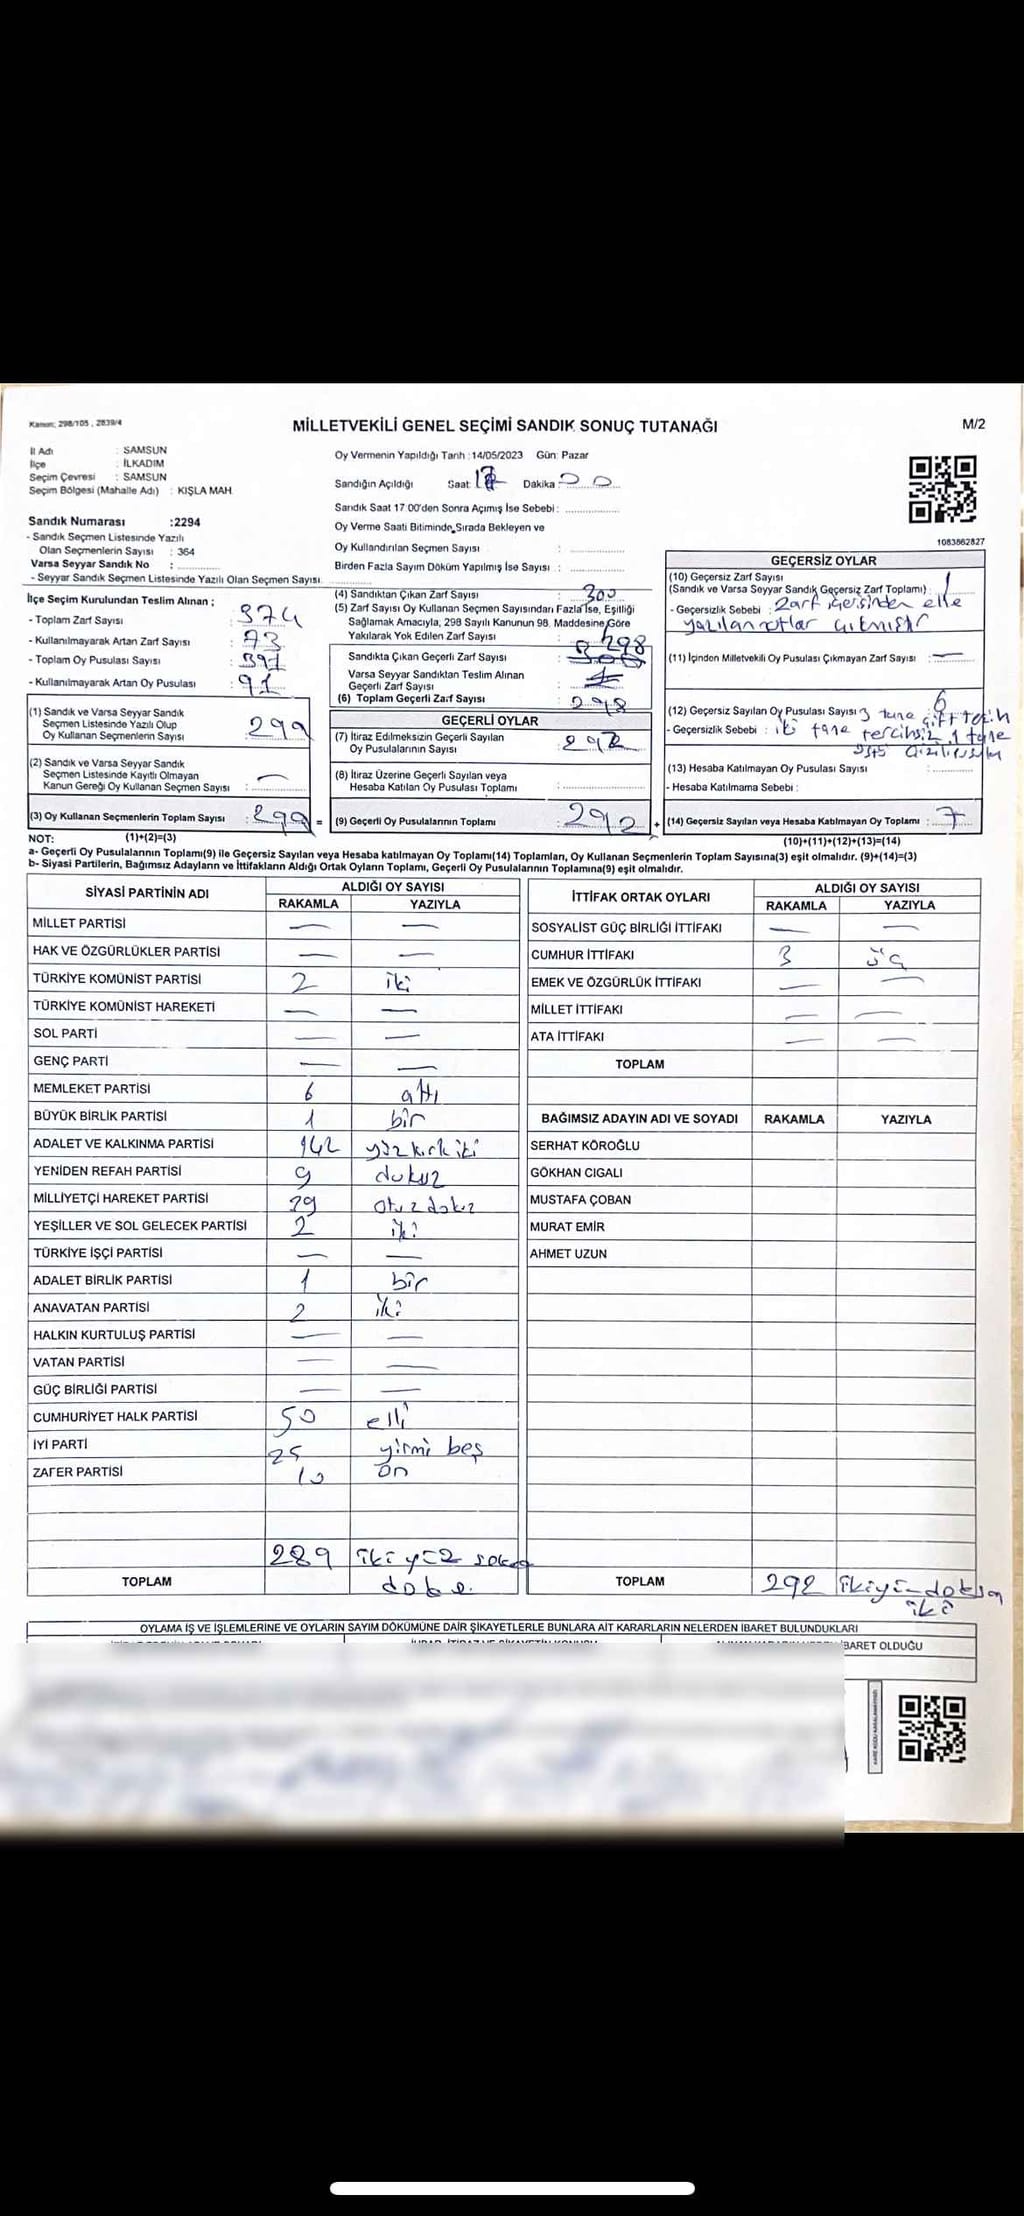 Kanun: 298/105 , 2839/4
MİLLETVEKİLİ GENEL SEÇİMİ SANDIK SONUÇ TUTANAĞI
M/2
İl Adı : SAMSUN
İlçe : İLKADIM
Seçim Çevresi : SAMSUN
Seçim Bölgesi (Mahalle Adı) : KIŞLA MAH.
Sandık Numarası :2294
- Sandık Seçmen Listesinde Yazılı
Olan Seçmenlerin Sayısı : 364
Varsa Seyyar Sandık No :
- Seyyar Sandık Seçmen Listesinde Yazılı Olan Seçmen Sayısı:
Oy Vermenin Yapıldığı Tarih :14/05/2023 Gün: Pazar
Sandığın Açıldığı Saat: 17 Dakika
Sandık Saat 17:00'den Sonra Açımış İse Sebebi :
Oy Verme Saati Bitiminde Sırada Bekleyen ve
Oy Kullandırılan Seçmen Sayısı :
Birden Fazla Sayım Döküm Yapılmış İse Sayısı :
1083862827
İlçe Seçim Kurulundan Teslim Alınan ;
- Toplam Zarf Sayısı : 374
- Kullanılmayarak Artan Zarf Sayısı : 73
- Toplam Oy Pusulası Sayısı : 391
- Kullanılmayarak Artan Oy Pusulası : 91
(1) Sandık ve Varsa Seyyar Sandık
Seçmen Listesinde Yazılı Olup
Oy Kullanan Seçmenlerin Sayısı : 299
(2) Sandık ve Varsa Seyyar Sandık
Seçmen Listesinde Kayıtlı Olmayan
Kanun Gereği Oy Kullanan Seçmen Sayısı : —
(3) Oy Kullanan Seçmenlerin Toplam Sayısı : 299 =
(4) Sandıktan Çıkan Zarf Sayısı : 300
(5) Zarf Sayısı Oy Kullanan Seçmen Sayısından Fazla İse, Eşitliği
Sağlamak Amacıyla, 298 Sayılı Kanunun 98. Maddesine Göre
Yakılarak Yok Edilen Zarf Sayısı :
Sandıkta Çıkan Geçerli Zarf Sayısı : 298
Varsa Seyyar Sandıktan Teslim Alınan
Geçerli Zarf Sayısı :
(6) Toplam Geçerli Zarf Sayısı : 298
GEÇERLİ OYLAR
(7) İtiraz Edilmeksizin Geçerli Sayılan
Oy Pusulalarının Sayısı : 292
(8) İtiraz Üzerine Geçerli Sayılan veya
Hesaba Katılan Oy Pusulası Toplamı :
(9) Geçerli Oy Pusulalarının Toplamı : 292 +
GEÇERSİZ OYLAR
(10) Geçersiz Zarf Sayısı
(Sandık ve Varsa Seyyar Sandık Geçersiz Zarf Toplamı) : 1
- Geçersizlik Sebebi : Zarf içerisinden elle
yazılan notlar çıkmıştır
(11) İçinden Milletvekili Oy Pusulası Çıkmayan Zarf Sayısı : —
(12) Geçersiz Sayılan Oy Pusulası Sayısı 6
3 tane çift tercih
- Geçersizlik Sebebi : iki tane tercihsiz 1 tane
(13) Hesaba Katılmayan Oy Pusulası Sayısı :
- Hesaba Katılmama Sebebi :
(14) Geçersiz Sayılan veya Hesaba Katılmayan Oy Toplamı : 7
NOT: (1)+(2)=(3)
(10)+(11)+(12)+(13)=(14)
a- Geçerli Oy Pusulalarının Toplamı(9) ile Geçersiz Sayılan veya Hesaba katılmayan Oy Toplamı(14) Toplamları, Oy Kullanan Seçmenlerin Toplam Sayısına(3) eşit olmalıdır. (9)+(14)=(3)
b- Siyasi Partilerin, Bağımsız Adayların ve İttifakların Aldığı Ortak Oyların Toplamı, Geçerli Oy Pusulalarının Toplamına(9) eşit olmalıdır.
SİYASİ PARTİNİN ADI
ALDIĞI OY SAYISI
RAKAMLA YAZIYLA
MİLLET PARTİSİ — —
HAK VE ÖZGÜRLÜKLER PARTİSİ — —
TÜRKİYE KOMÜNİST PARTİSİ 2 iki
TÜRKİYE KOMÜNİST HAREKETİ — —
SOL PARTİ — —
GENÇ PARTİ — —
MEMLEKET PARTİSİ 6 altı
BÜYÜK BİRLİK PARTİSİ 1 bir
ADALET VE KALKINMA PARTİSİ 142 yüz kırk iki
YENİDEN REFAH PARTİSİ 9 dokuz
MİLLİYETÇİ HAREKET PARTİSİ 39 otuz dokuz
YEŞİLLER VE SOL GELECEK PARTİSİ 2 iki
TÜRKİYE İŞÇİ PARTİSİ — —
ADALET BİRLİK PARTİSİ 1 bir
ANAVATAN PARTİSİ 2 iki
HALKIN KURTULUŞ PARTİSİ — —
VATAN PARTİSİ — —
GÜÇ BİRLİĞİ PARTİSİ — —
CUMHURİYET HALK PARTİSİ 50 elli
İYİ PARTİ 25 yirmi beş
ZAFER PARTİSİ 10 on
TOPLAM 289 iki yüz
İTTİFAK ORTAK OYLARI
ALDIĞI OY SAYISI
RAKAMLA YAZIYLA
SOSYALİST GÜÇ BİRLİĞİ İTTİFAKI — —
CUMHUR İTTİFAKI 3 üç
EMEK VE ÖZGÜRLÜK İTTİFAKI — —
MİLLET İTTİFAKI — —
ATA İTTİFAKI — —
TOPLAM
BAĞIMSIZ ADAYIN ADI VE SOYADI RAKAMLA YAZIYLA
SERHAT KÖROĞLU
GÖKHAN CIGALI
MUSTAFA ÇOBAN
MURAT EMİR
AHMET UZUN
TOPLAM 292 ikiyüz doksan
iki
OYLAMA İŞ VE İŞLEMLERİNE VE OYLARIN SAYIM DÖKÜMÜNE DAİR ŞİKAYETLERLE BUNLARA AİT KARARLARIN NELERDEN İBARET BULUNDUKLARI
İBARET OLDUĞU